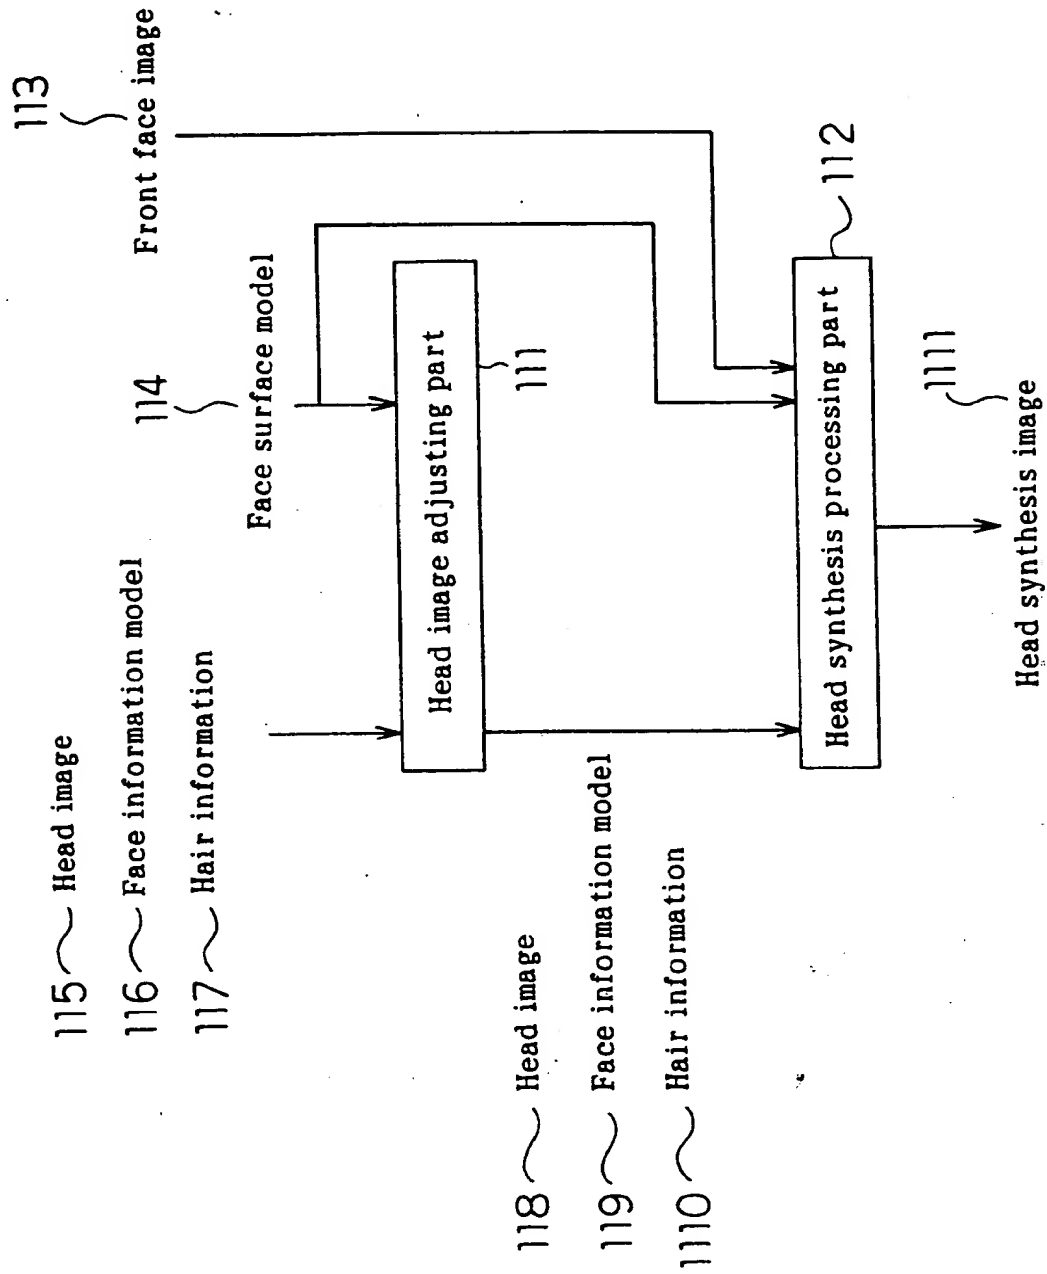 115 Head image
116 Face information model
117 Hair information
114
Face surface model
113
Front face image
Head image adjusting part
111
118 Head image
119 Face information model
1110 Hair information
Head synthesis processing part
112
1111
Head synthesis image